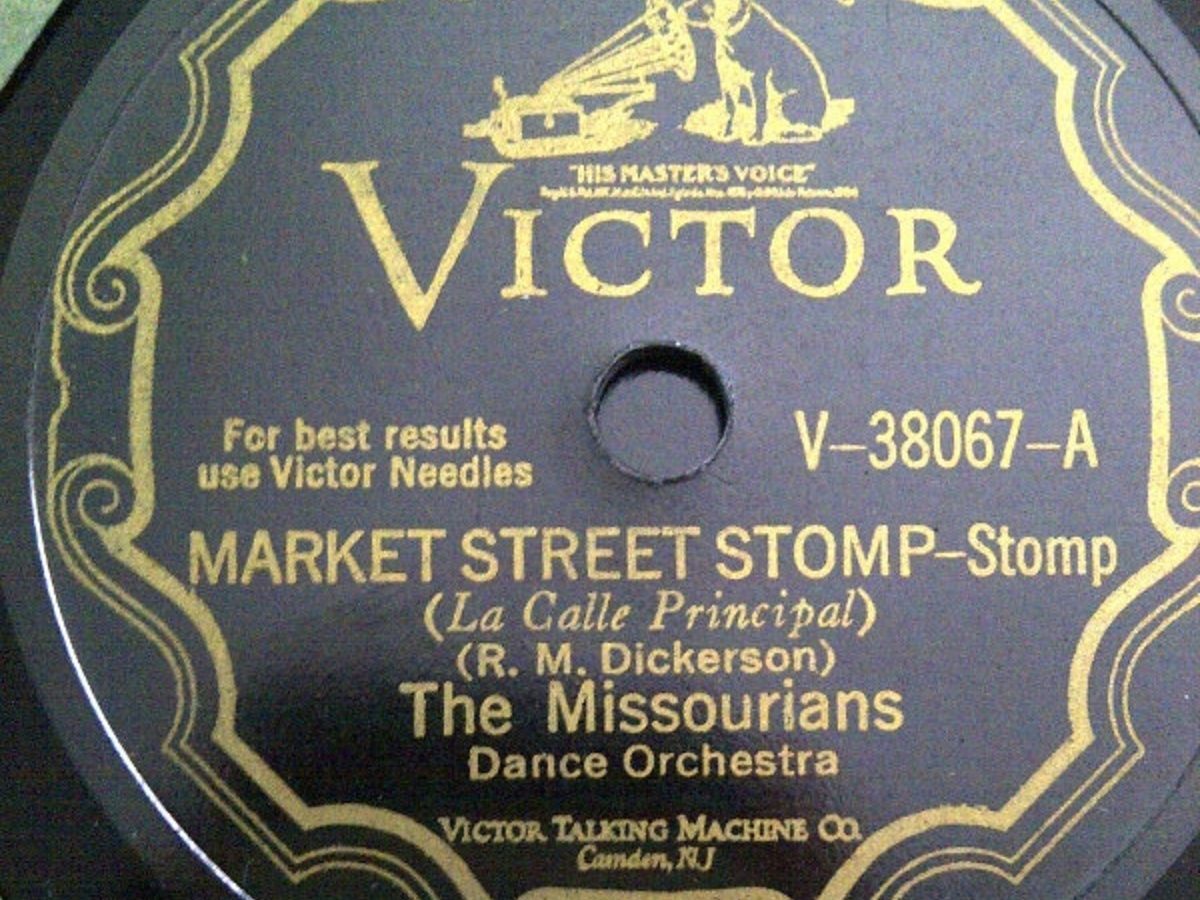 "HIS MASTER'S VOICE"
VICTOR
For best results
use Victor Needles
V-38067-A
MARKET STREET STOMP-Stomp
(La Calle Principal)
(R. M. Dickerson)
The Missourians
Dance Orchestra
VICTOR TALKING MACHINE CO.
Camden, N.J